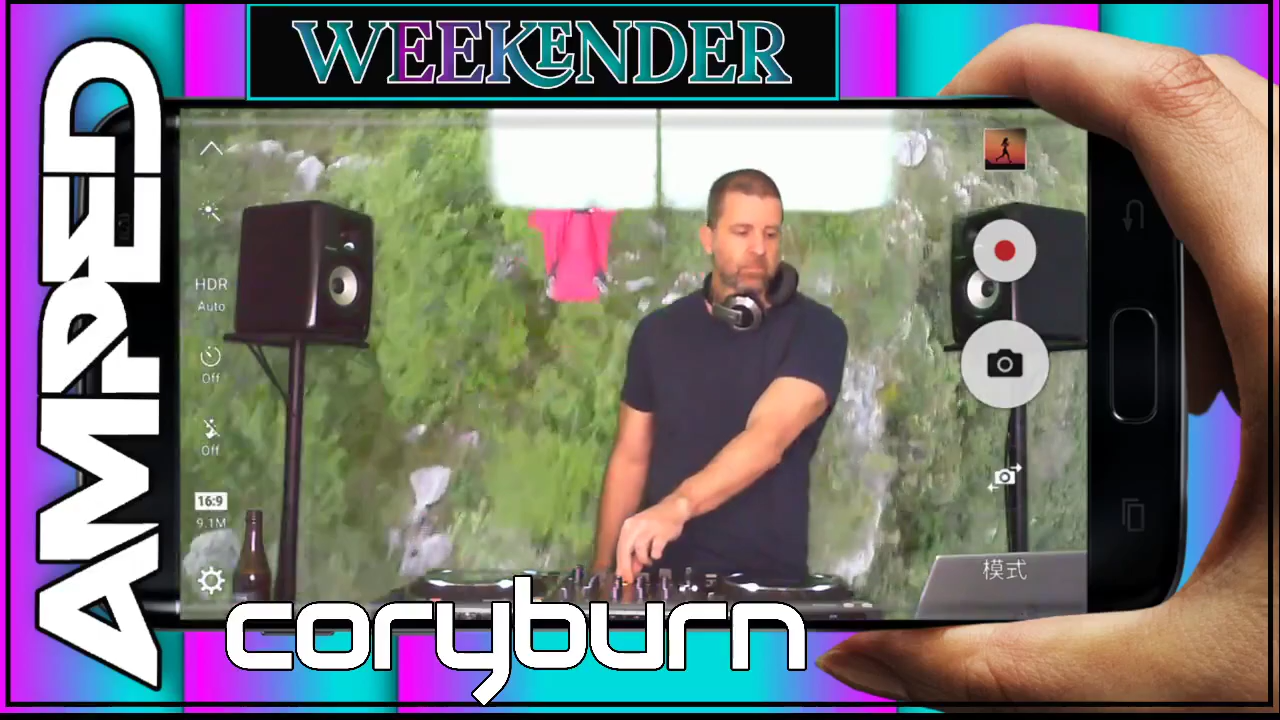 WEEKENDER
AMPED
HDR
Auto
Off
Off
16:9
9.1M
模式
coryburn